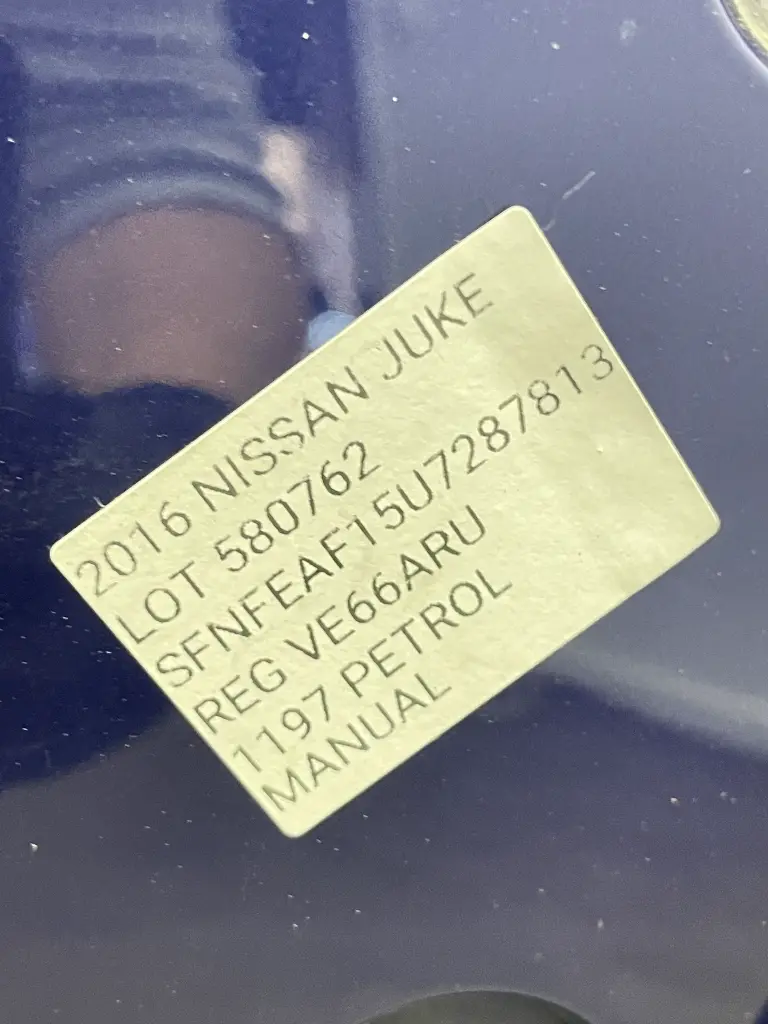 2016 NISSAN JUKE
LOT 580762
SFNFEAF15U7287813
REG VE66ARU
1197 PETROL
MANUAL